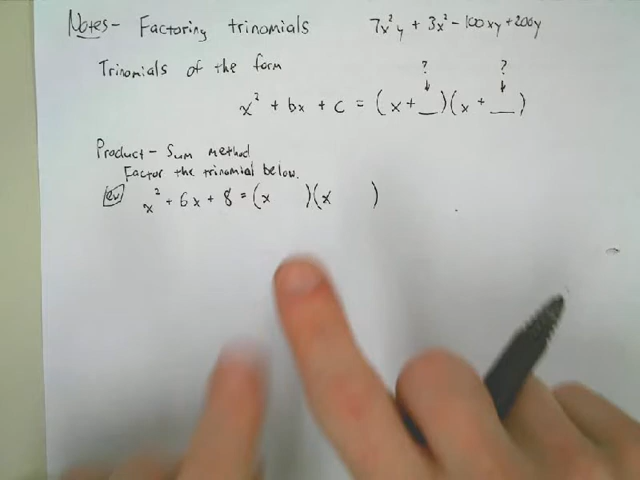 Notes - Factoring trinomials
7x²y + 3x² - 100xy + 200y
Trinomials of the form
? ?
x² + bx + c = (x + __)(x + __)
Product - Sum method
Factor the trinomial below.
ex x² + 6x + 8 = (x )(x )